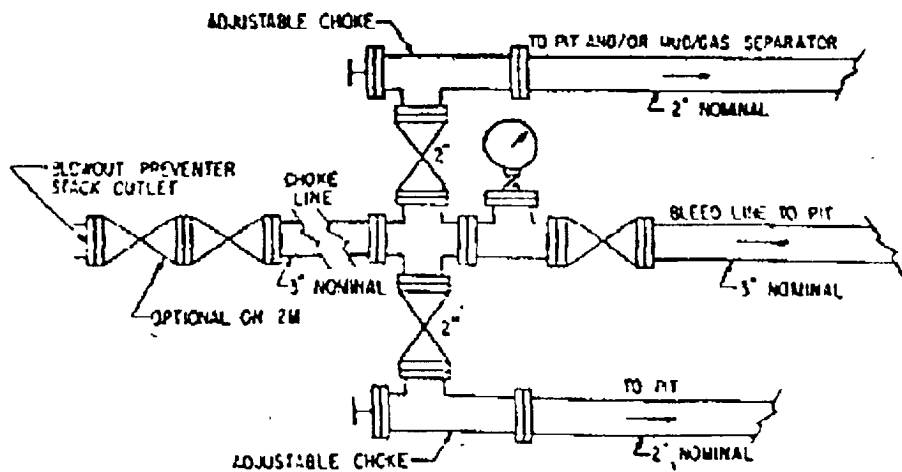 ADJUSTABLE CHOKE
TO PIT AND/OR MUD/GAS SEPARATOR
2" NOMINAL
2"
BLOWOUT PREVENTER
STACK OUTLET
CHOKE
LINE
BLEED LINE TO PIT
3" NOMINAL
3" NOMINAL
OPTIONAL ON 2M
2"
TO PIT
ADJUSTABLE CHOKE
2" NOMINAL